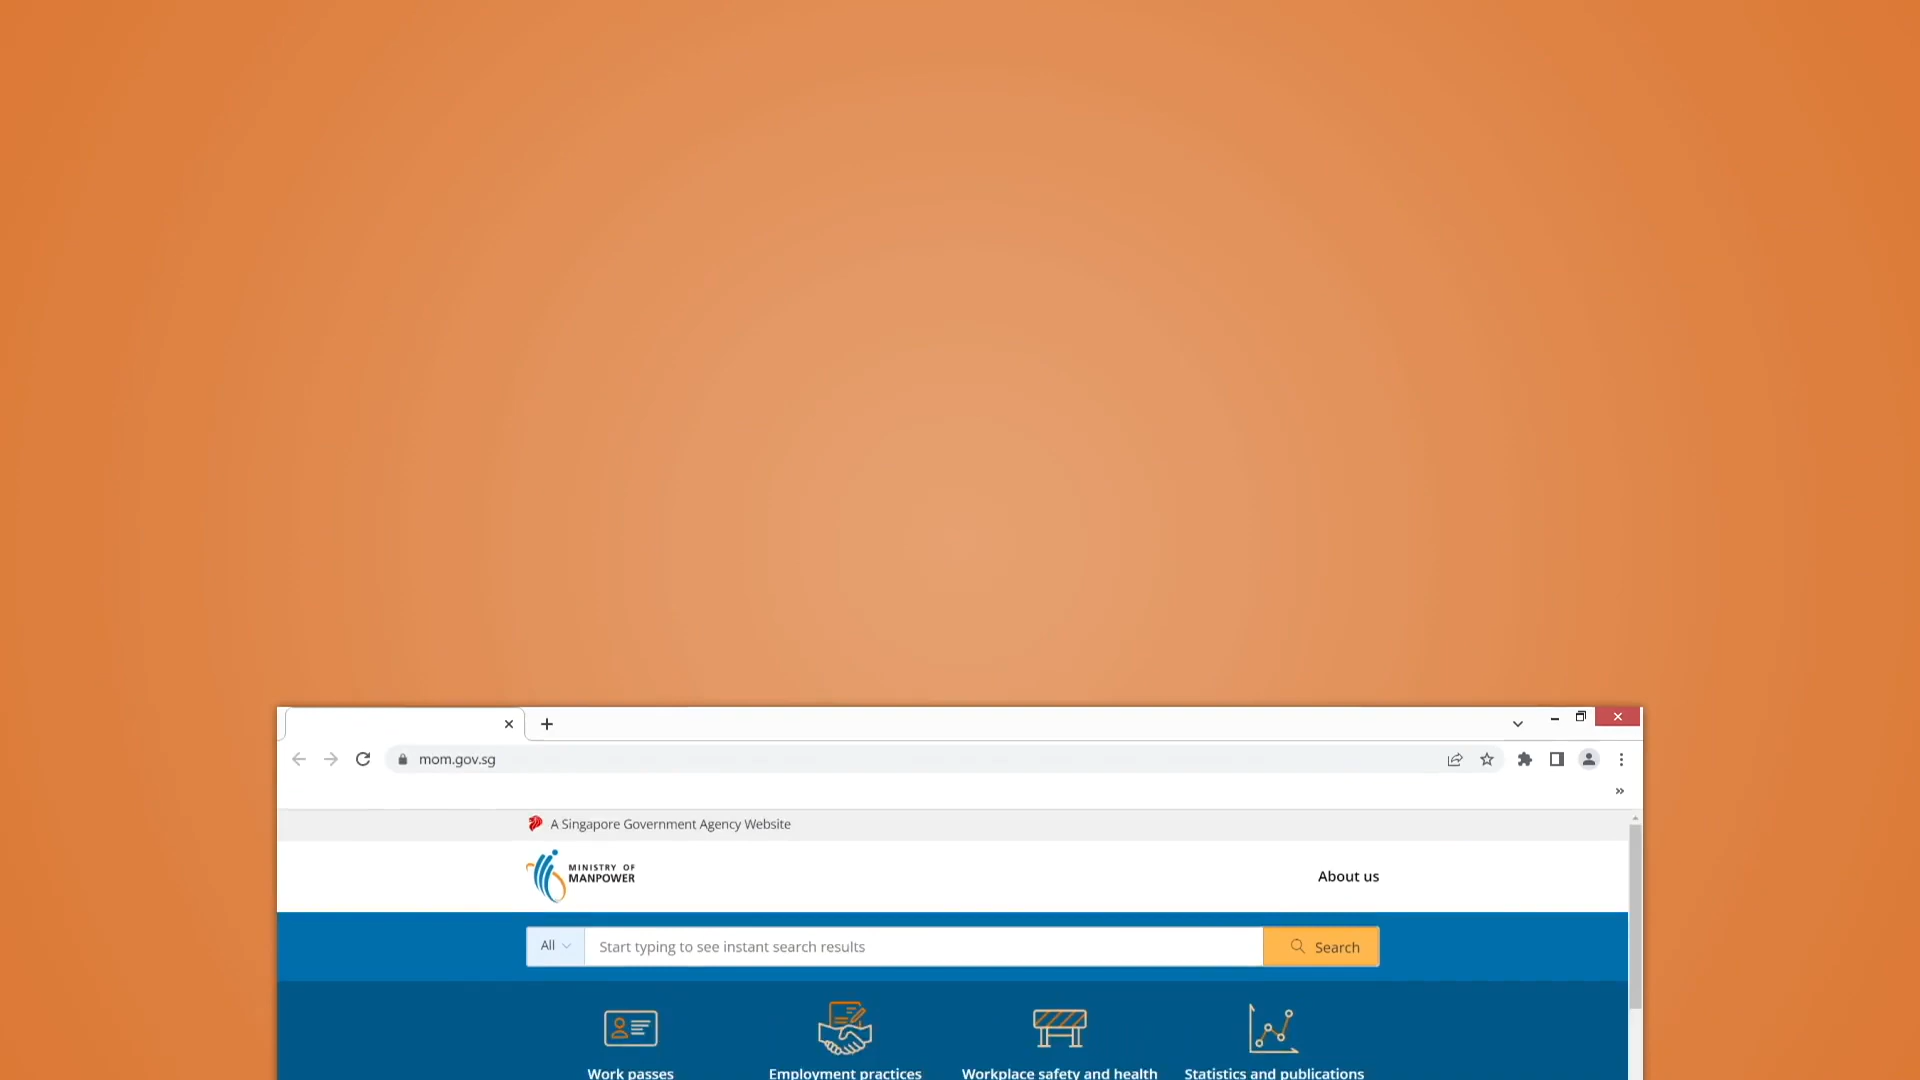 mom.gov.sg
A Singapore Government Agency Website
MINISTRY OF
MANPOWER
About us
All
Start typing to see instant search results
Search
Work passes
Employment practices
Workplace safety and health
Statistics and publications